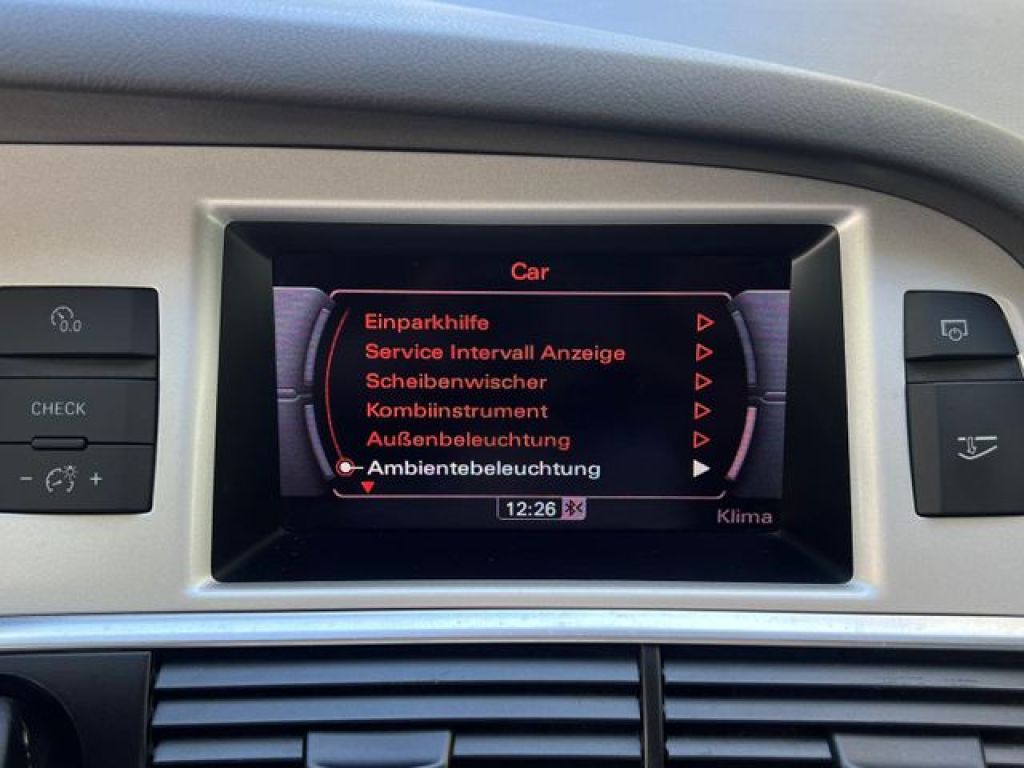 Car
0.0
Einparkhilfe
Service Intervall Anzeige
Scheibenwischer
CHECK
Kombiinstrument
Außenbeleuchtung
Ambientebeleuchtung
- +
12:26
Klima